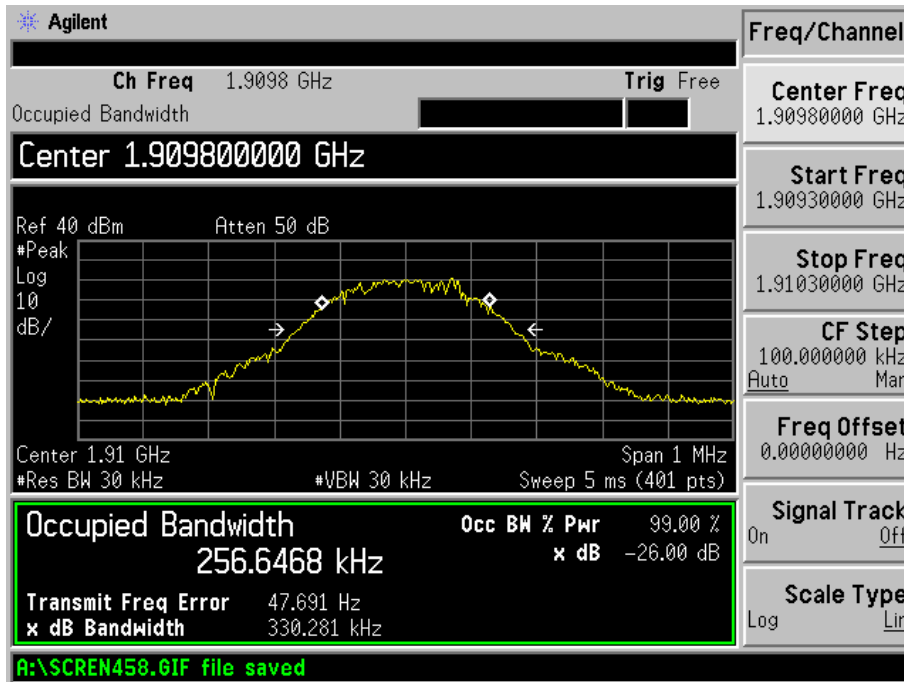 Agilent
Ch Freq 1.9098 GHz Trig Free
Occupied Bandwidth
Center 1.909800000 GHz
Ref 40 dBm Atten 50 dB
#Peak
Log
10
dB/
Center 1.91 GHz Span 1 MHz
#Res BW 30 kHz #VBW 30 kHz Sweep 5 ms (401 pts)
Occupied Bandwidth
256.6468 kHz
Occ BW % Pwr 99.00 %
x dB -26.00 dB
Transmit Freq Error 47.691 Hz
x dB Bandwidth 330.281 kHz
A:\SCREN458.GIF file saved
Freq/Channel
Center Freq
1.90980000 GHz
Start Freq
1.90930000 GHz
Stop Freq
1.91030000 GHz
CF Step
100.000000 kHz
Auto Man
Freq Offset
0.00000000 Hz
Signal Track
On Off
Scale Type
Log Lin